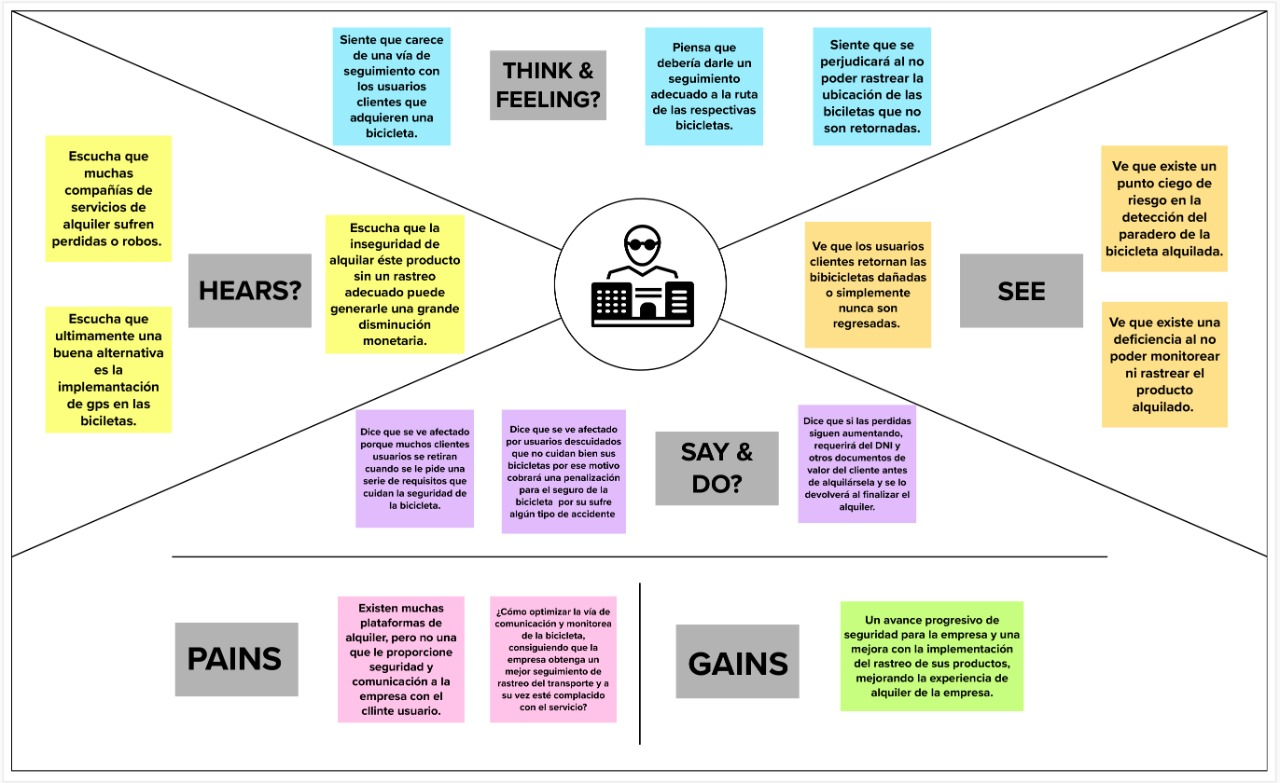 Siente que carece
de una vía de
seguimiento con
los usuarios
clientes que
adquieren una
bicicleta.
THINK &
FEELING?
Piensa que
debería darle un
seguimiento
adecuado a la ruta
de las respectivas
bicicletas.
Siente que se
perjudicará al no
poder rastrear la
ubicación de las
biciletas que no
son retornadas.
Escucha que
muchas
compañías de
servicios de
alquiler sufren
perdidas o robos.
HEARS?
Escucha que la
inseguridad de
alquilar éste producto
sin un rastreo
adecuado puede
generarle una grande
disminución
monetaria.
Escucha que
ultimamente una
buena alternativa
es la
implemantación
de gps en las
biciletas.
Ve que los usuarios
clientes retornan las
bibicicletas dañadas
o simplemente
nunca son
regresadas.
SEE
Ve que existe un
punto ciego de
riesgo en la
detección del
paradero de la
bicicleta alquilada.
Ve que existe una
deficiencia al no
poder monitorear
ni rastrear el
producto
alquilado.
Dice que se ve afectado
porque muchos clientes
usuarios se retiran
cuando se le pide una
serie de requisitos que
cuidan la seguridad de
la bicicleta.
Dice que se ve afectado
por usuarios descuidados
que no cuidan bien sus
bicicletas por ese motivo
cobrará una penalización
para el seguro de la
bicicleta por su sufre
algún tipo de accidente
SAY &
DO?
Dice que si las perdidas
siguen aumentando,
requerirá del DNI y
otros documentos de
valor del cliente antes
de alquilársela y se lo
devolverá al finalizar el
alquiler.
PAINS
Existen muchas
plataformas de
alquiler, pero no una
que le proporcione
seguridad y
comunicación a la
empresa con el
cllinte usuario.
¿Cómo optimizar la vía de
comunicación y monitorea
de la bicicleta,
consiguiendo que la
empresa obtenga un
mejor seguimiento de
rastreo del transporte y a
su vez esté complacido
con el servicio?
GAINS
Un avance progresivo de
seguridad para la empresa y una
mejora con la implementación
del rastreo de sus productos,
mejorando la experiencia de
alquiler de la empresa.